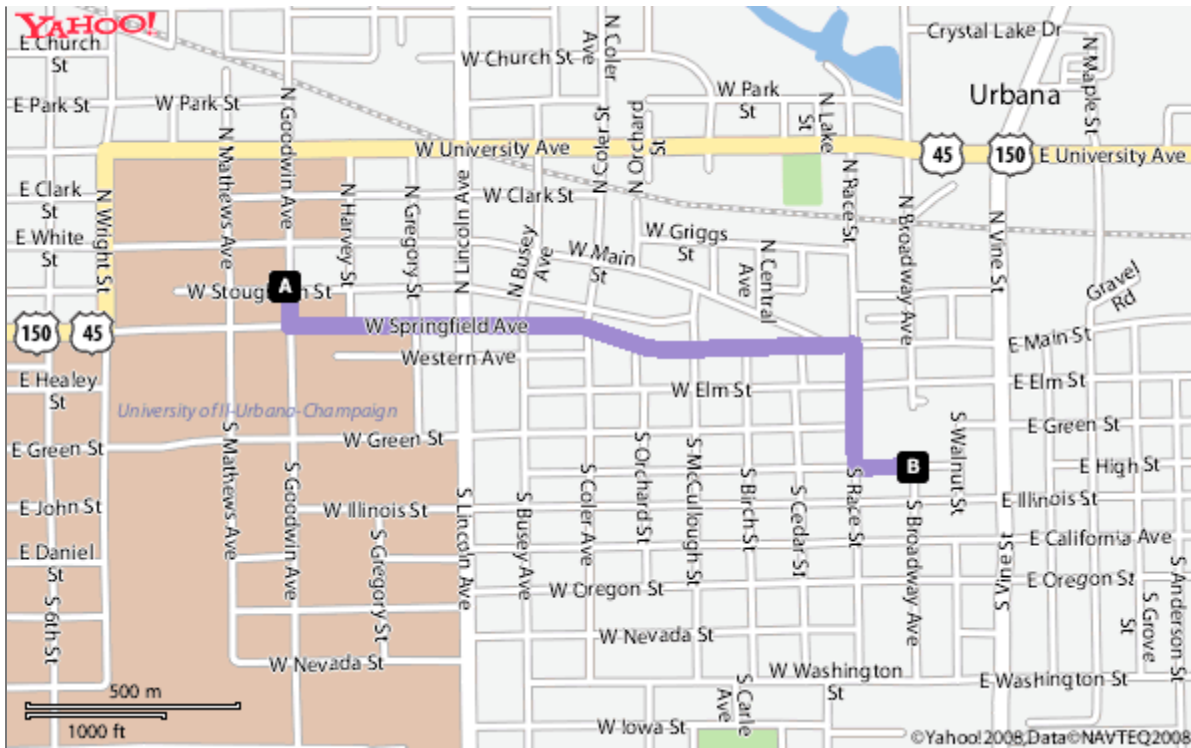 YAHOO!
Crystal Lake Dr
E Church
St
W Church St
N Coler
Ave
N Maple St
Urbana
E Park St
W Park St
N Goodwin Ave
W Park
St
N Lake
St
N Mathews Ave
N Coler St
N Orchard
St
W University Ave
45
150
E University Ave
E Clark
St
N Wright St
N Harvey St
N Gregory St
N Lincoln Ave
W Clark St
N Race St
N Broadway Ave
N Vine St
E White
St
N Busey
Ave
W Main
St
W Griggs
St
N Central
Ave
Gravel
Rd
A
W Stoughton St
150
45
W Springfield Ave
E Main St
Western Ave
E Healey
St
W Elm St
E Elm St
University of Il-Urbana-Champaign
E Green St
W Green St
E Green St
S Walnut St
S Mathews Ave
S Goodwin Ave
S Orchard St
S McCullough St
B
E High St
S Coler Ave
S Birch St
S Cedar St
S Race St
S Broadway Ave
E John St
W Illinois St
S Lincoln Ave
S Busey Ave
E Illinois St
E Daniel
St
S Gregory St
E California Ave
S Vine St
W Oregon St
E Oregon St
S 6th St
S Grove
St
S Anderson St
W Nevada St
W Nevada St
W Washington
St
E Washington St
500 m
1000 ft
S Carle
Ave
W Iowa St
©Yahoo! 2008, Data©NAVTEQ2008